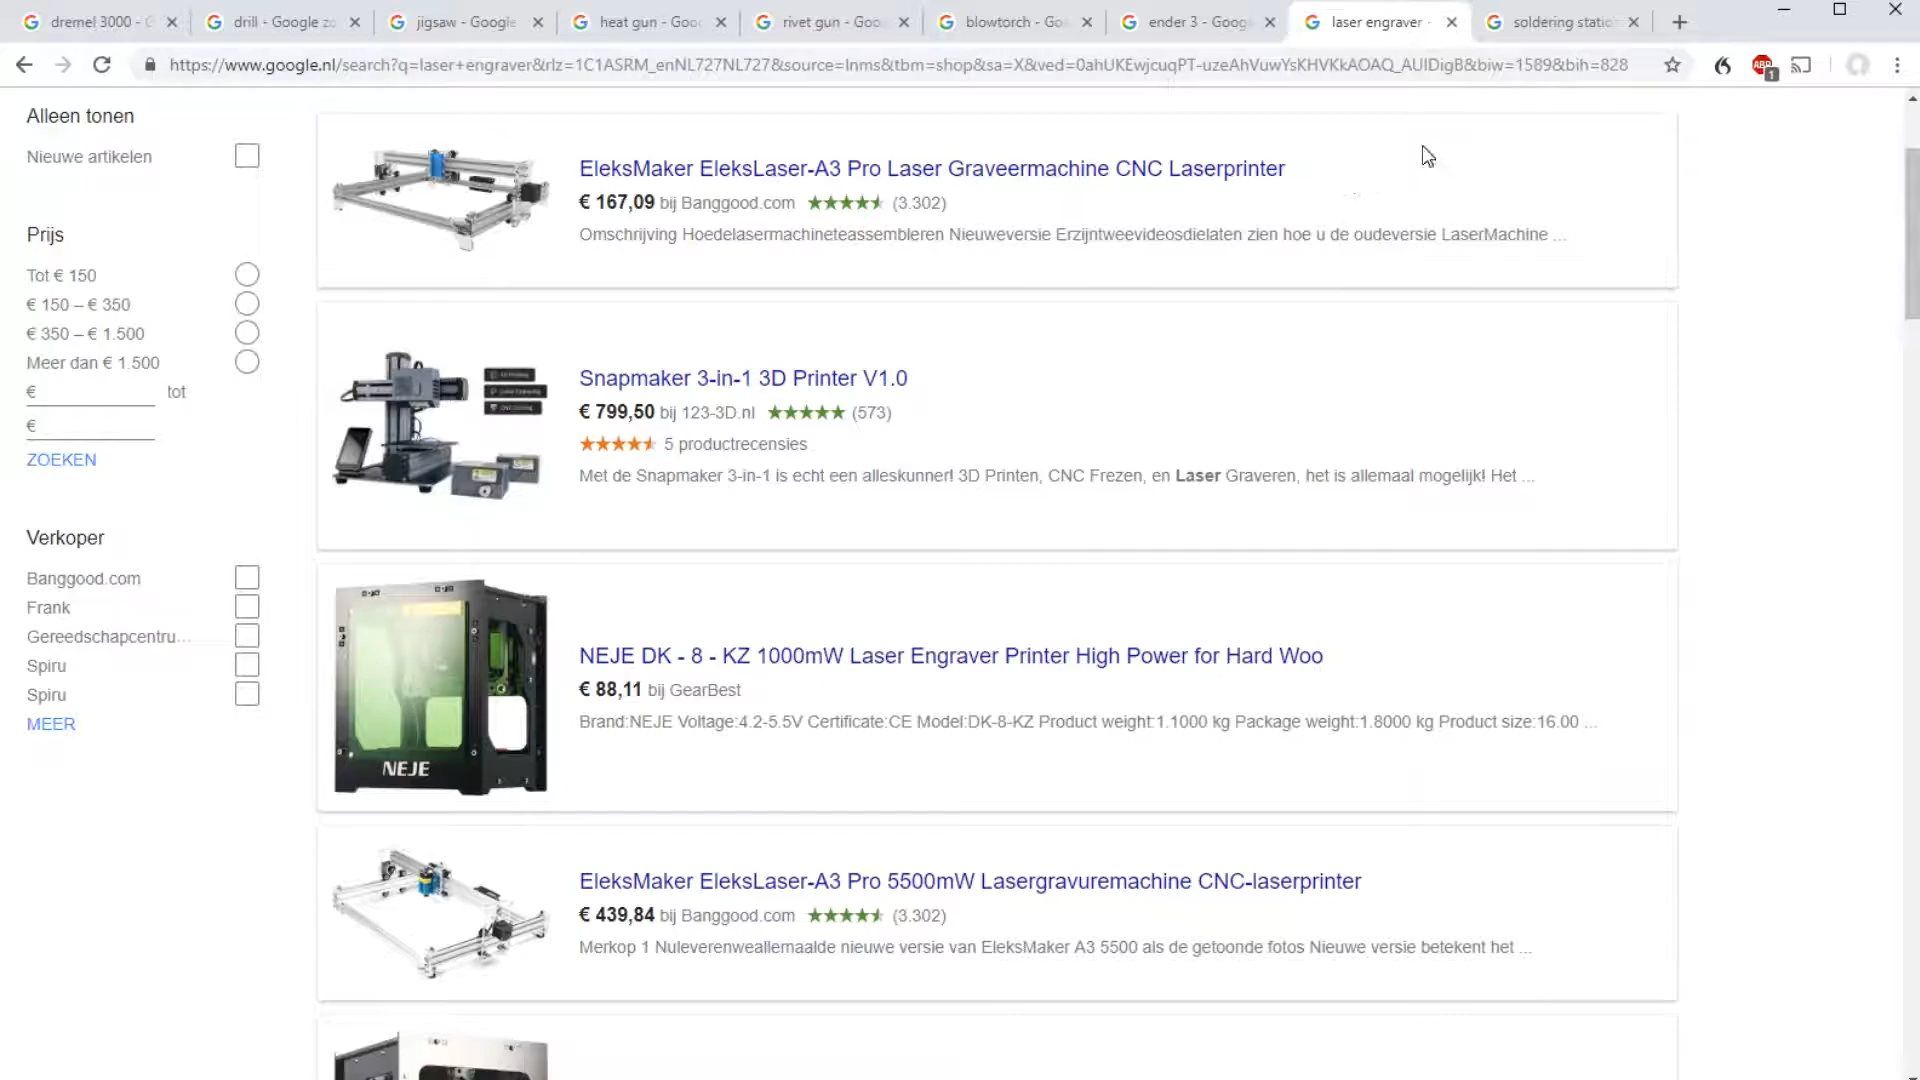 dremel 3000 - G
drill - Google zo
jigsaw - Google
heat gun - Goo
rivet gun - Goo
blowtorch - Go
ender 3 - Goog
laser engraver -
soldering static
https://www.google.nl/search?q=laser+engraver&rlz=1C1ASRM_enNL727NL727&source=lnms&tbm=shop&sa=X&ved=0ahUKEwjcuqPT-uzeAhVuwYsKHVKkAOAQ_AUIDigB&biw=1589&bih=828
ABP
1
Alleen tonen
Nieuwe artikelen
Prijs
Tot € 150
€ 150 – € 350
€ 350 – € 1.500
Meer dan € 1.500
€ tot
€
ZOEKEN
Verkoper
Banggood.com
Frank
Gereedschapcentru...
Spiru
Spiru
MEER
EleksMaker EleksLaser-A3 Pro Laser Graveermachine CNC Laserprinter
€ 167,09 bij Banggood.com ★★★★★ (3.302)
Omschrijving Hoedelasermachineteassembleren Nieuweversie Erzijntweevideosdielaten zien hoe u de oudeversie LaserMachine ...
Snapmaker 3-in-1 3D Printer V1.0
€ 799,50 bij 123-3D.nl ★★★★★ (573)
★★★★★ 5 productrecensies
Met de Snapmaker 3-in-1 is echt een alleskunner! 3D Printen, CNC Frezen, en Laser Graveren, het is allemaal mogelijk! Het ...
NEJE DK - 8 - KZ 1000mW Laser Engraver Printer High Power for Hard Woo
€ 88,11 bij GearBest
Brand:NEJE Voltage:4.2-5.5V Certificate:CE Model:DK-8-KZ Product weight:1.1000 kg Package weight:1.8000 kg Product size:16.00 ...
NEJE
EleksMaker EleksLaser-A3 Pro 5500mW Lasergravuremachine CNC-laserprinter
€ 439,84 bij Banggood.com ★★★★★ (3.302)
Merkop 1 Nuleverenweallemaalde nieuwe versie van EleksMaker A3 5500 als de getoonde fotos Nieuwe versie betekent het ...